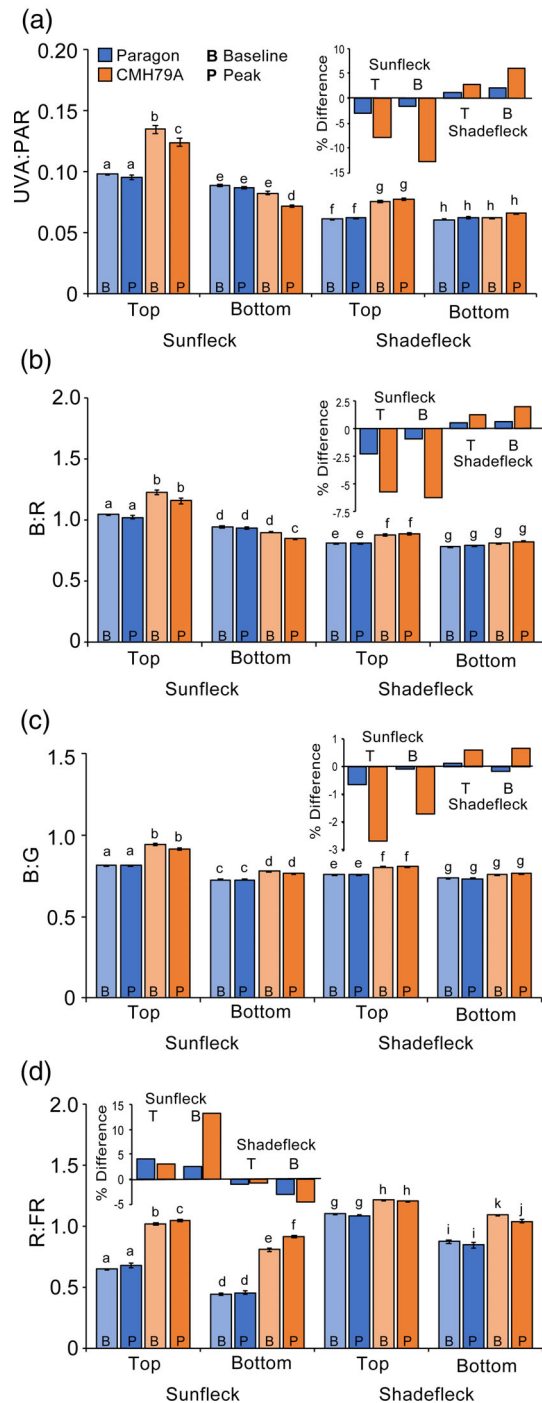 (a)
Paragon
B Baseline
CMH79A
P Peak
UVA:PAR
0.20
0.15
0.10
0.05
0
% Difference
10
5
0
-5
-10
-15
Sunfleck
T B
T B
Shadefleck
a a b c e e e d f f g g h h h h
B P B P B P B P B P B P B P B P
Top Bottom Top Bottom
Sunfleck Shadefleck
(b)
B:R
2.0
1.5
1.0
0.5
0
% Difference
2.5
0
-2.5
-5
-7.5
Sunfleck
T B
T B
Shadefleck
a a b b d d d c e e f f g g g g
B P B P B P B P B P B P B P B P
Top Bottom Top Bottom
Sunfleck Shadefleck
(c)
B:G
1.5
1.0
0.5
0
% Difference
1
0
-1
-2
-3
Sunfleck
T B
T B
Shadefleck
a a b b c c d d e e f f g g g g
B P B P B P B P B P B P B P B P
Top Bottom Top Bottom
Sunfleck Shadefleck
(d)
R:FR
2.0
1.5
1.0
0.5
0
% Difference
15
10
5
0
-5
Sunfleck
T B
Shadefleck
T B
a a b c d d e f g g h h i i k j
B P B P B P B P B P B P B P B P
Top Bottom Top Bottom
Sunfleck Shadefleck